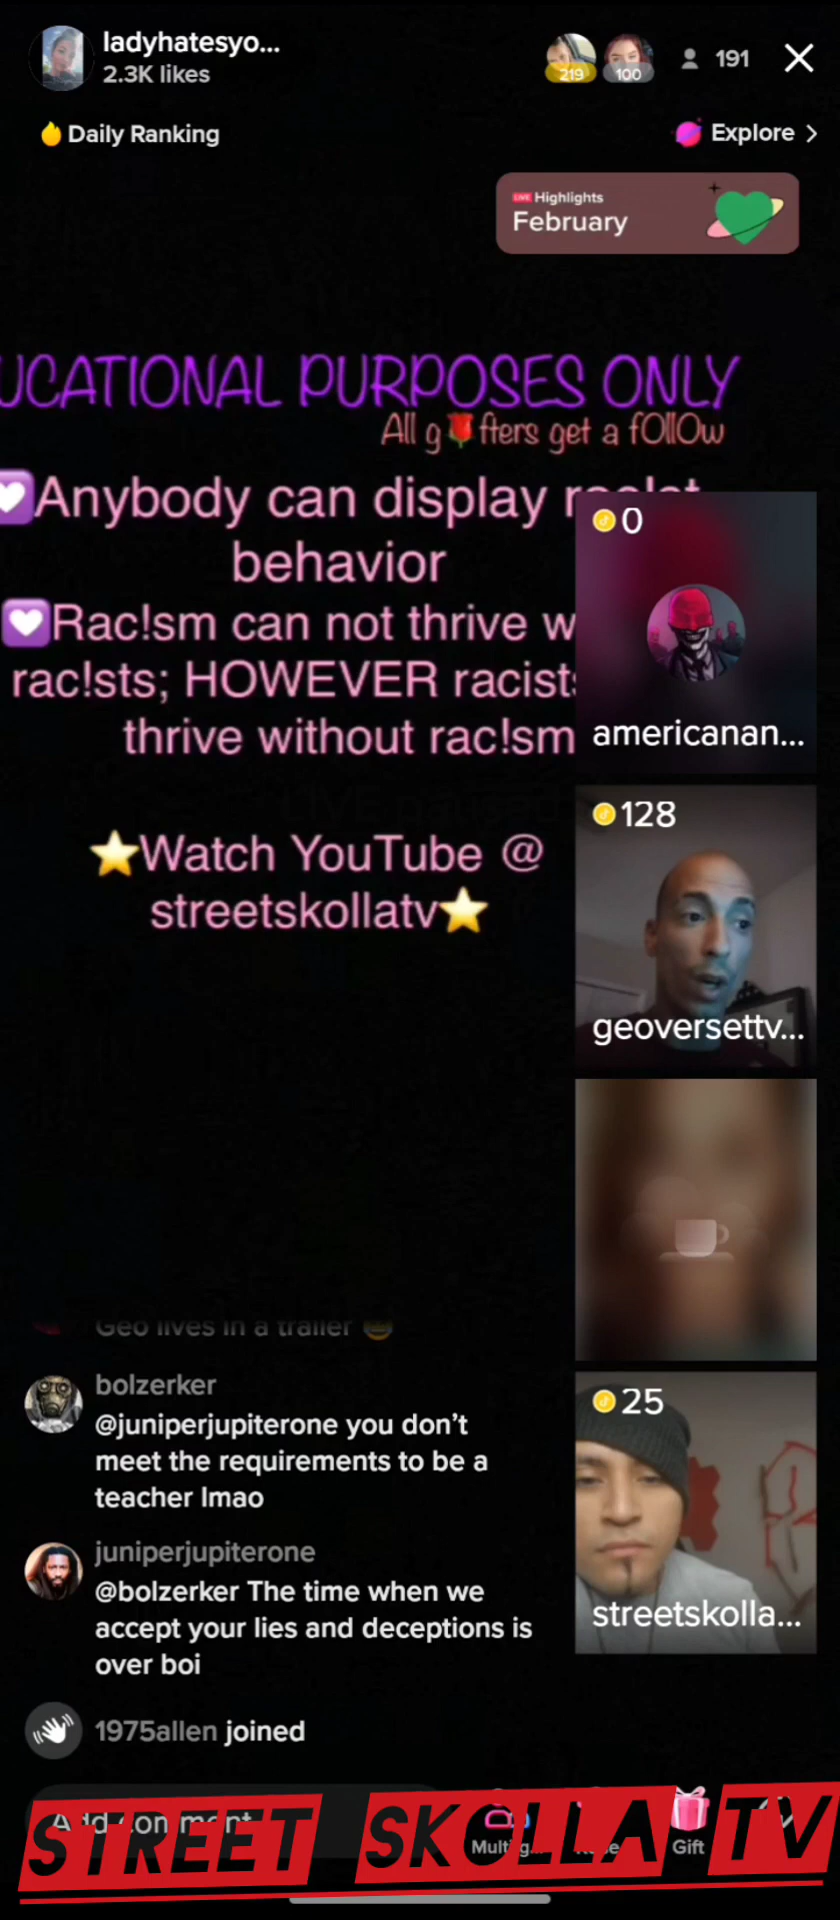 ladyhatesyo...
2.3K likes
219
100
191
Daily Ranking
Explore >
LIVE Highlights
February
UCATIONAL PURPOSES ONLY
All g🌹fters get a fOllOw
💟Anybody can display
behavior
💟Rac!sm can not thrive w
rac!sts; HOWEVER racists
thrive without rac!sm
⭐Watch YouTube @
streetskollatv⭐
0
americanan...
128
geoversettv...
25
streetskolla...
Geo lives in a trailer 😂
bolzerker
@juniperjupiterone you don't
meet the requirements to be a
teacher lmao
juniperjupiterone
@bolzerker The time when we
accept your lies and deceptions is
over boi
1975allen joined
Add comment...
Gift
STREET SKOLLA TV